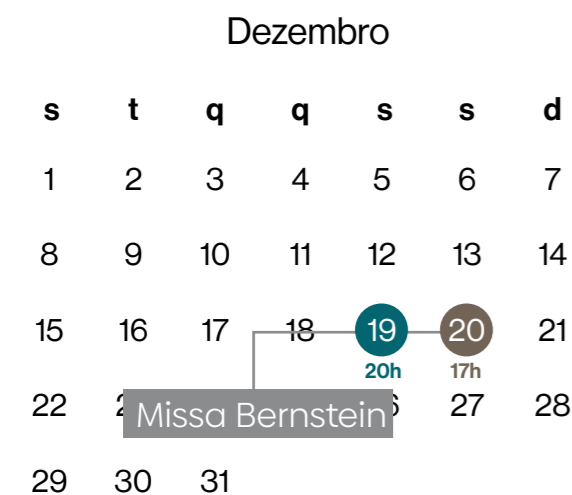 Dezembro
s t q q s s d
1 2 3 4 5 6 7
8 9 10 11 12 13 14
15 16 17 18 19 20 21
20h 17h
22 27 28
Missa Bernstein
29 30 31